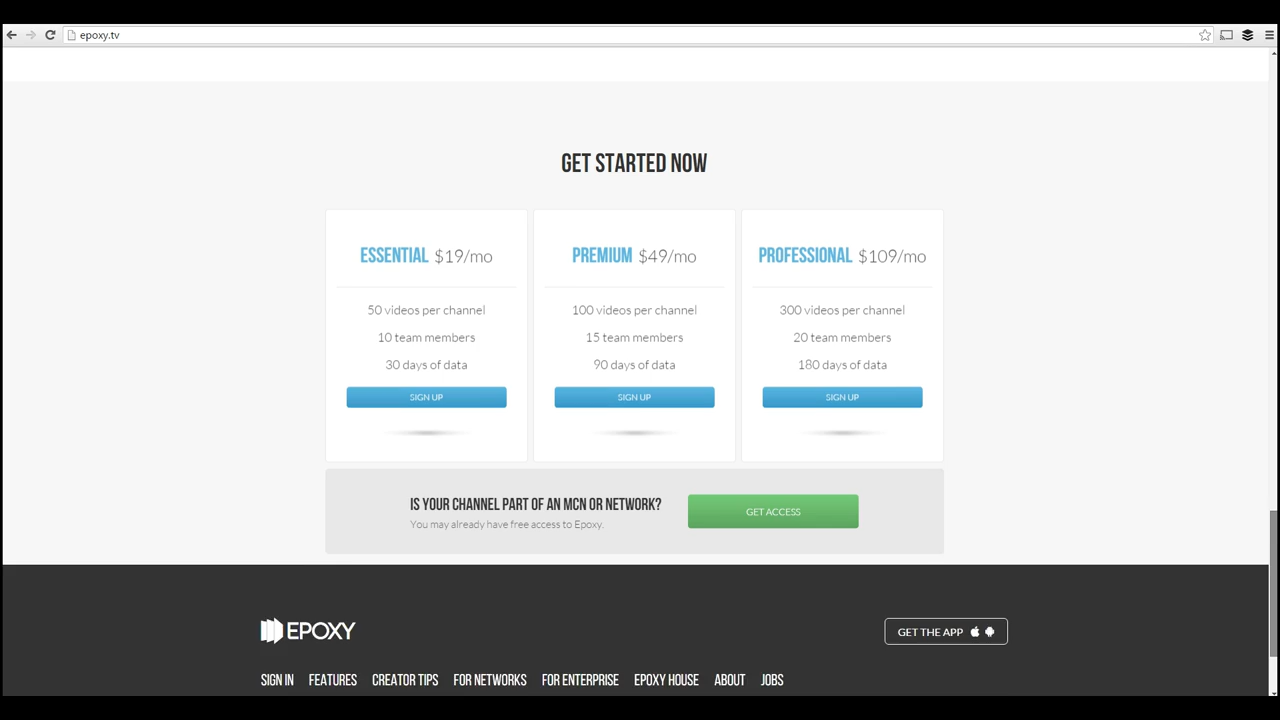 epoxy.tv
GET STARTED NOW
ESSENTIAL $19/mo
50 videos per channel
10 team members
30 days of data
SIGN UP
PREMIUM $49/mo
100 videos per channel
15 team members
90 days of data
SIGN UP
PROFESSIONAL $109/mo
300 videos per channel
20 team members
180 days of data
SIGN UP
IS YOUR CHANNEL PART OF AN MCN OR NETWORK?
You may already have free access to Epoxy.
GET ACCESS
EPOXY
GET THE APP
SIGN IN FEATURES CREATOR TIPS FOR NETWORKS FOR ENTERPRISE EPOXY HOUSE ABOUT JOBS